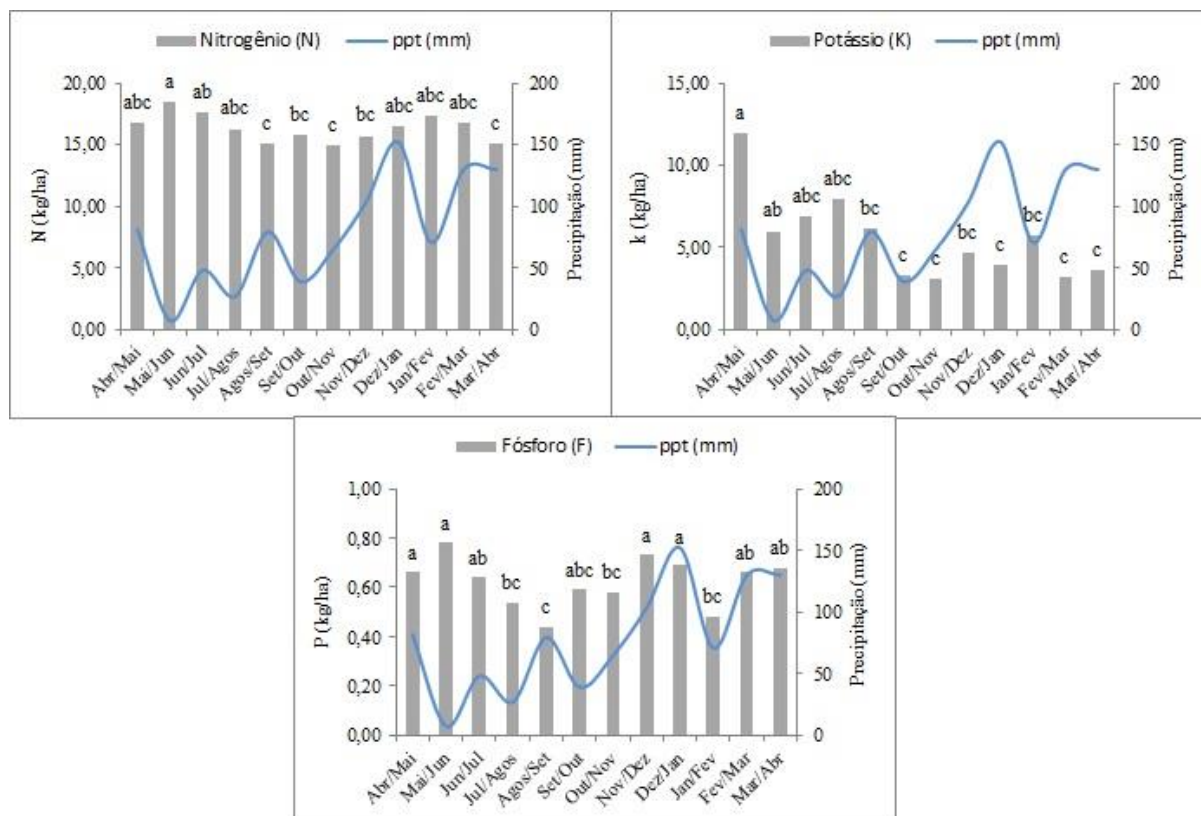 Nitrogênio (N) ppt (mm)
N (kg/ha)
20,00
15,00
10,00
5,00
0,00
abc a ab abc c bc c bc abc abc abc c
200
150
100
50
0
Precipitação (mm)
Abr/Mai Mai/Jun Jun/Jul Jul/Agos Agos/Set Set/Out Out/Nov Nov/Dez Dez/Jan Jan/Fev Fev/Mar Mar/Abr
Potássio (K) ppt (mm)
k (kg/ha)
15,00
10,00
5,00
0,00
a ab abc abc bc c c bc c bc c c
200
150
100
50
0
Precipitação (mm)
Abr/Mai Mai/Jun Jun/Jul Jul/Agos Agos/Set Set/Out Out/Nov Nov/Dez Dez/Jan Jan/Fev Fev/Mar Mar/Abr
Fósforo (F) ppt (mm)
P (kg/ha)
1,00
0,80
0,60
0,40
0,20
0,00
a a ab bc c abc bc a a bc ab ab
200
150
100
50
0
Precipitação (mm)
Abr/Mai Mai/Jun Jun/Jul Jul/Agos Agos/Set Set/Out Out/Nov Nov/Dez Dez/Jan Jan/Fev Fev/Mar Mar/Abr